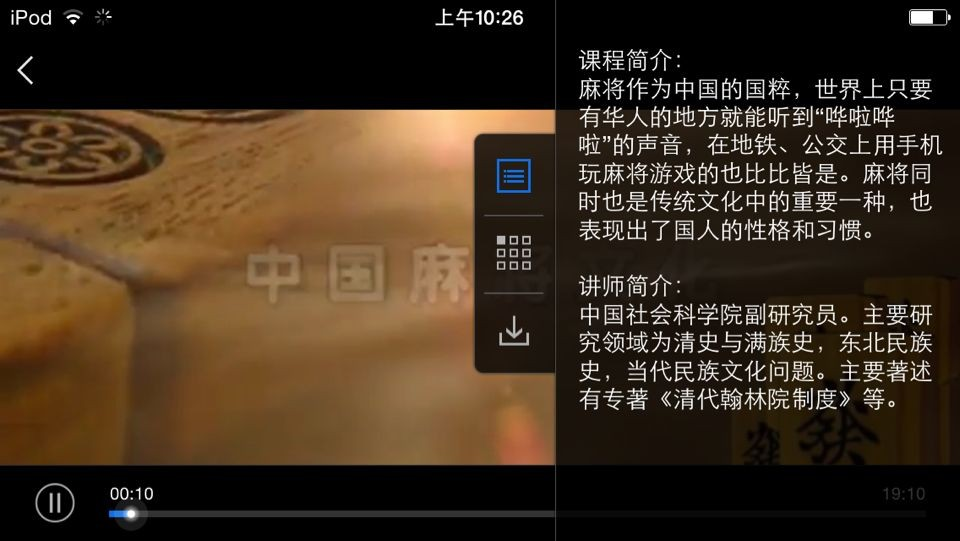 iPod
上午10:26
课程简介：
麻将作为中国的国粹，世界上只要
有华人的地方就能听到“哗啦哗
啦”的声音，在地铁、公交上用手机
玩麻将游戏的也比比皆是。麻将同
时也是传统文化中的重要一种，也
表现出了国人的性格和习惯。
讲师简介：
中国社会科学院副研究员。主要研
究领域为清史与满族史，东北民族
史，当代民族文化问题。主要著述
有专著《清代翰林院制度》等。
中国麻将文化
00:10
19:10